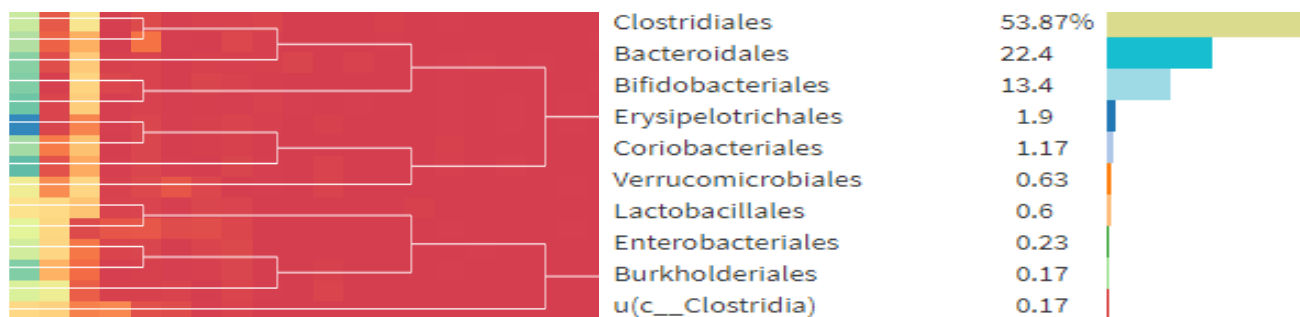 Clostridiales 53.87%
Bacteroidales 22.4
Bifidobacteriales 13.4
Erysipelotrichales 1.9
Coriobacteriales 1.17
Verrucomicrobiales 0.63
Lactobacillales 0.6
Enterobacteriales 0.23
Burkholderiales 0.17
u(c__Clostridia) 0.17